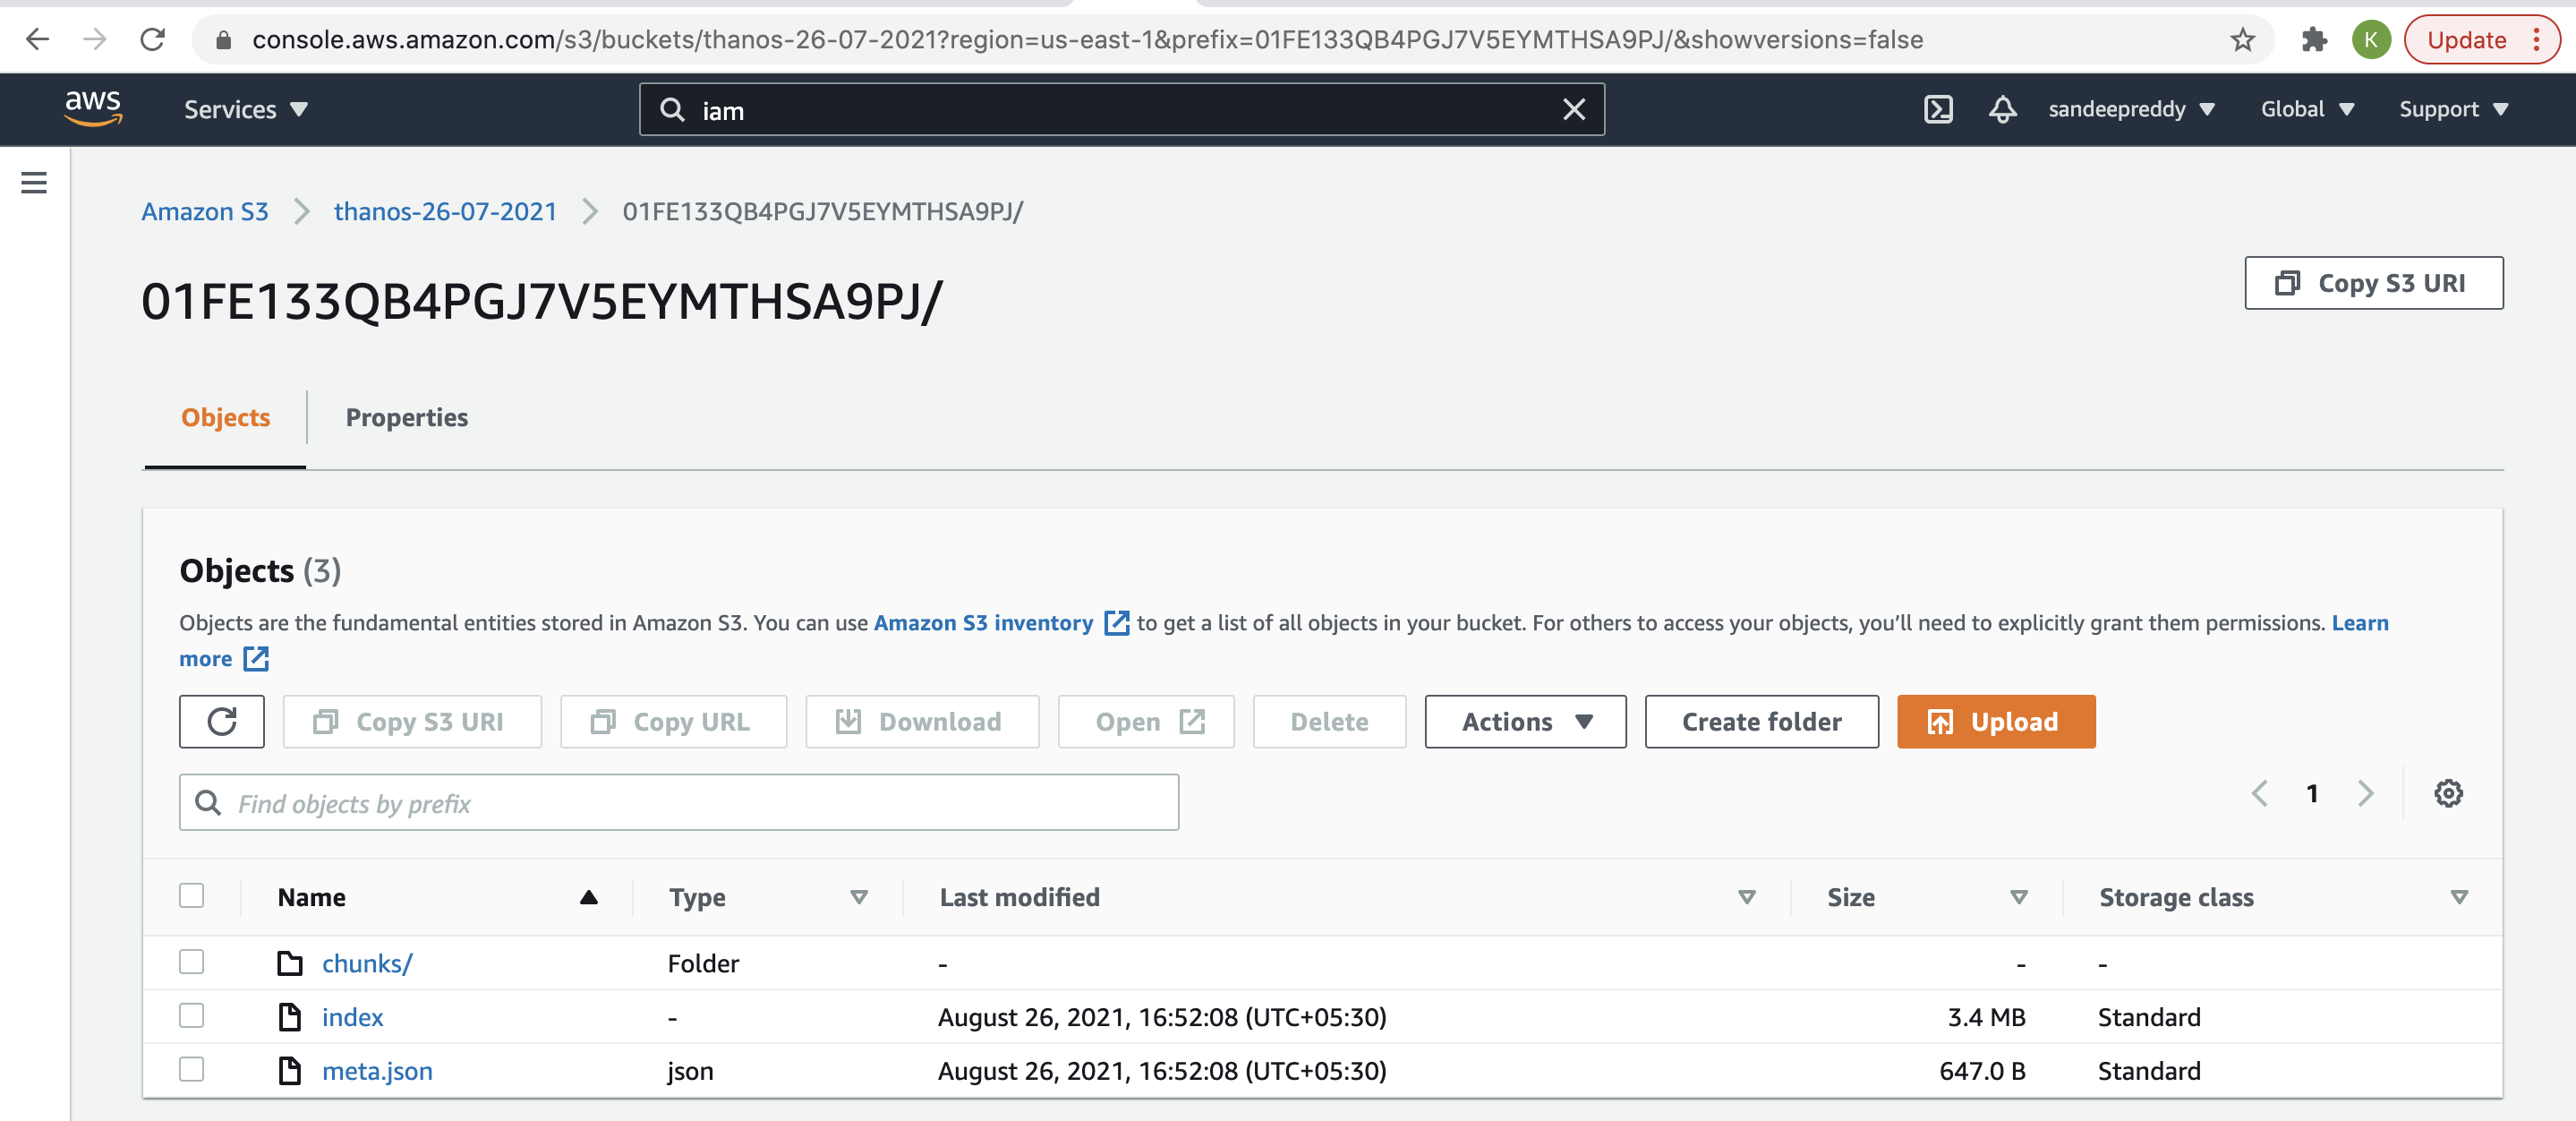 console.aws.amazon.com/s3/buckets/thanos-26-07-2021?region=us-east-1&prefix=01FE133QB4PGJ7V5EYMTHSA9PJ/&showversions=false
K
Update
aws
Services
iam
sandeepreddy
Global
Support
Amazon S3
thanos-26-07-2021
01FE133QB4PGJ7V5EYMTHSA9PJ/
01FE133QB4PGJ7V5EYMTHSA9PJ/
Copy S3 URI
Objects
Properties
Objects (3)
Objects are the fundamental entities stored in Amazon S3. You can use Amazon S3 inventory to get a list of all objects in your bucket. For others to access your objects, you’ll need to explicitly grant them permissions. Learn
more
Copy S3 URI
Copy URL
Download
Open
Delete
Actions
Create folder
Upload
Find objects by prefix
1
Name Type Last modified Size Storage class
chunks/ Folder - - -
index - August 26, 2021, 16:52:08 (UTC+05:30) 3.4 MB Standard
meta.json json August 26, 2021, 16:52:08 (UTC+05:30) 647.0 B Standard